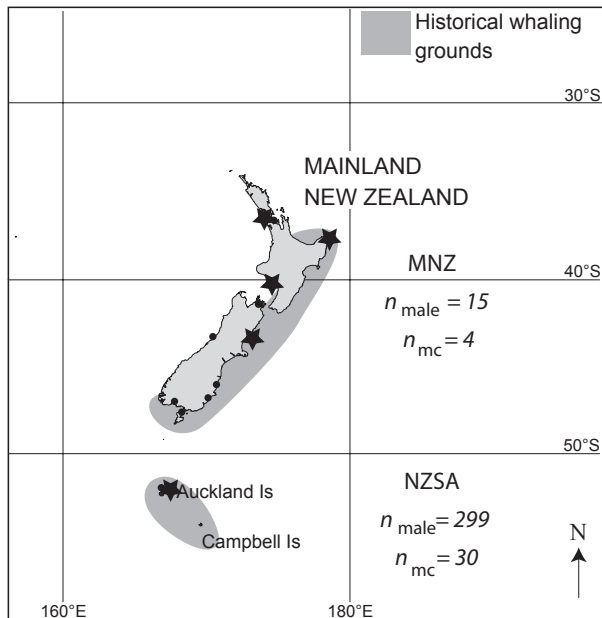 Historical whaling
grounds
30°S
MAINLAND
NEW ZEALAND
MNZ
40°S
n male = 15
n mc = 4
50°S
NZSA
Auckland Is
n male = 299
Campbell Is
n mc = 30
N
160°E
180°E